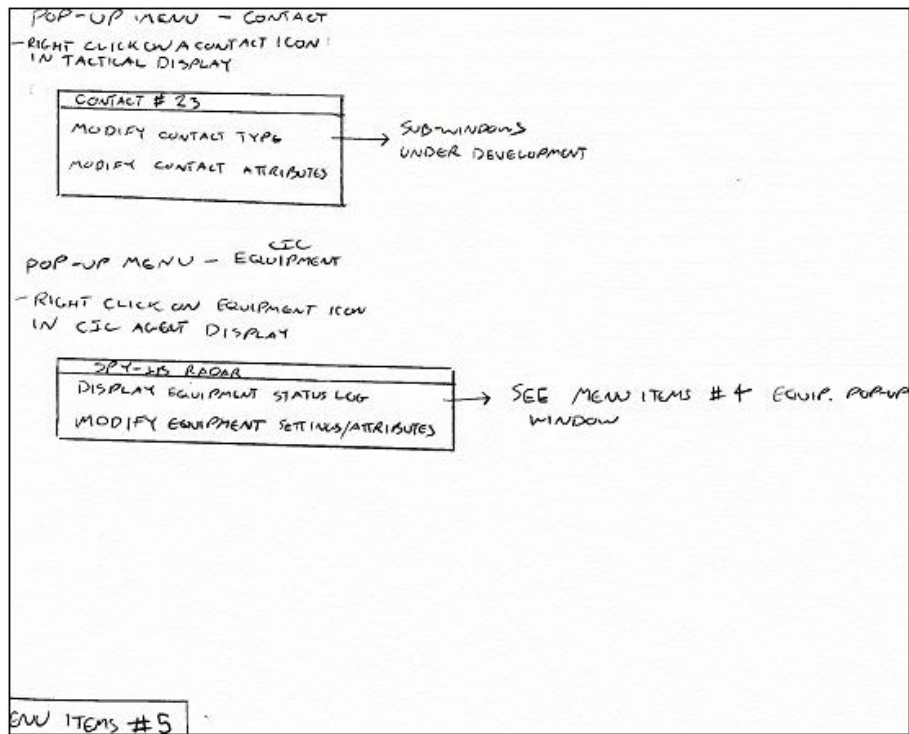 POP-UP MENU - CONTACT
- RIGHT CLICK ON A CONTACT ICON
IN TACTICAL DISPLAY
CONTACT # 23
MODIFY CONTACT TYPE
MODIFY CONTACT ATTRIBUTES
SUB-WINDOWS
UNDER DEVELOPMENT
CIC
POP-UP MENU - EQUIPMENT
- RIGHT CLICK ON EQUIPMENT ICON
IN CIC AGENT DISPLAY
SPY-1B RADAR
DISPLAY EQUIPMENT STATUS LOG
MODIFY EQUIPMENT SETTINGS/ATTRIBUTES
SEE MENU ITEMS #4 EQUIP. POP-UP
WINDOW
ENU ITEMS #5